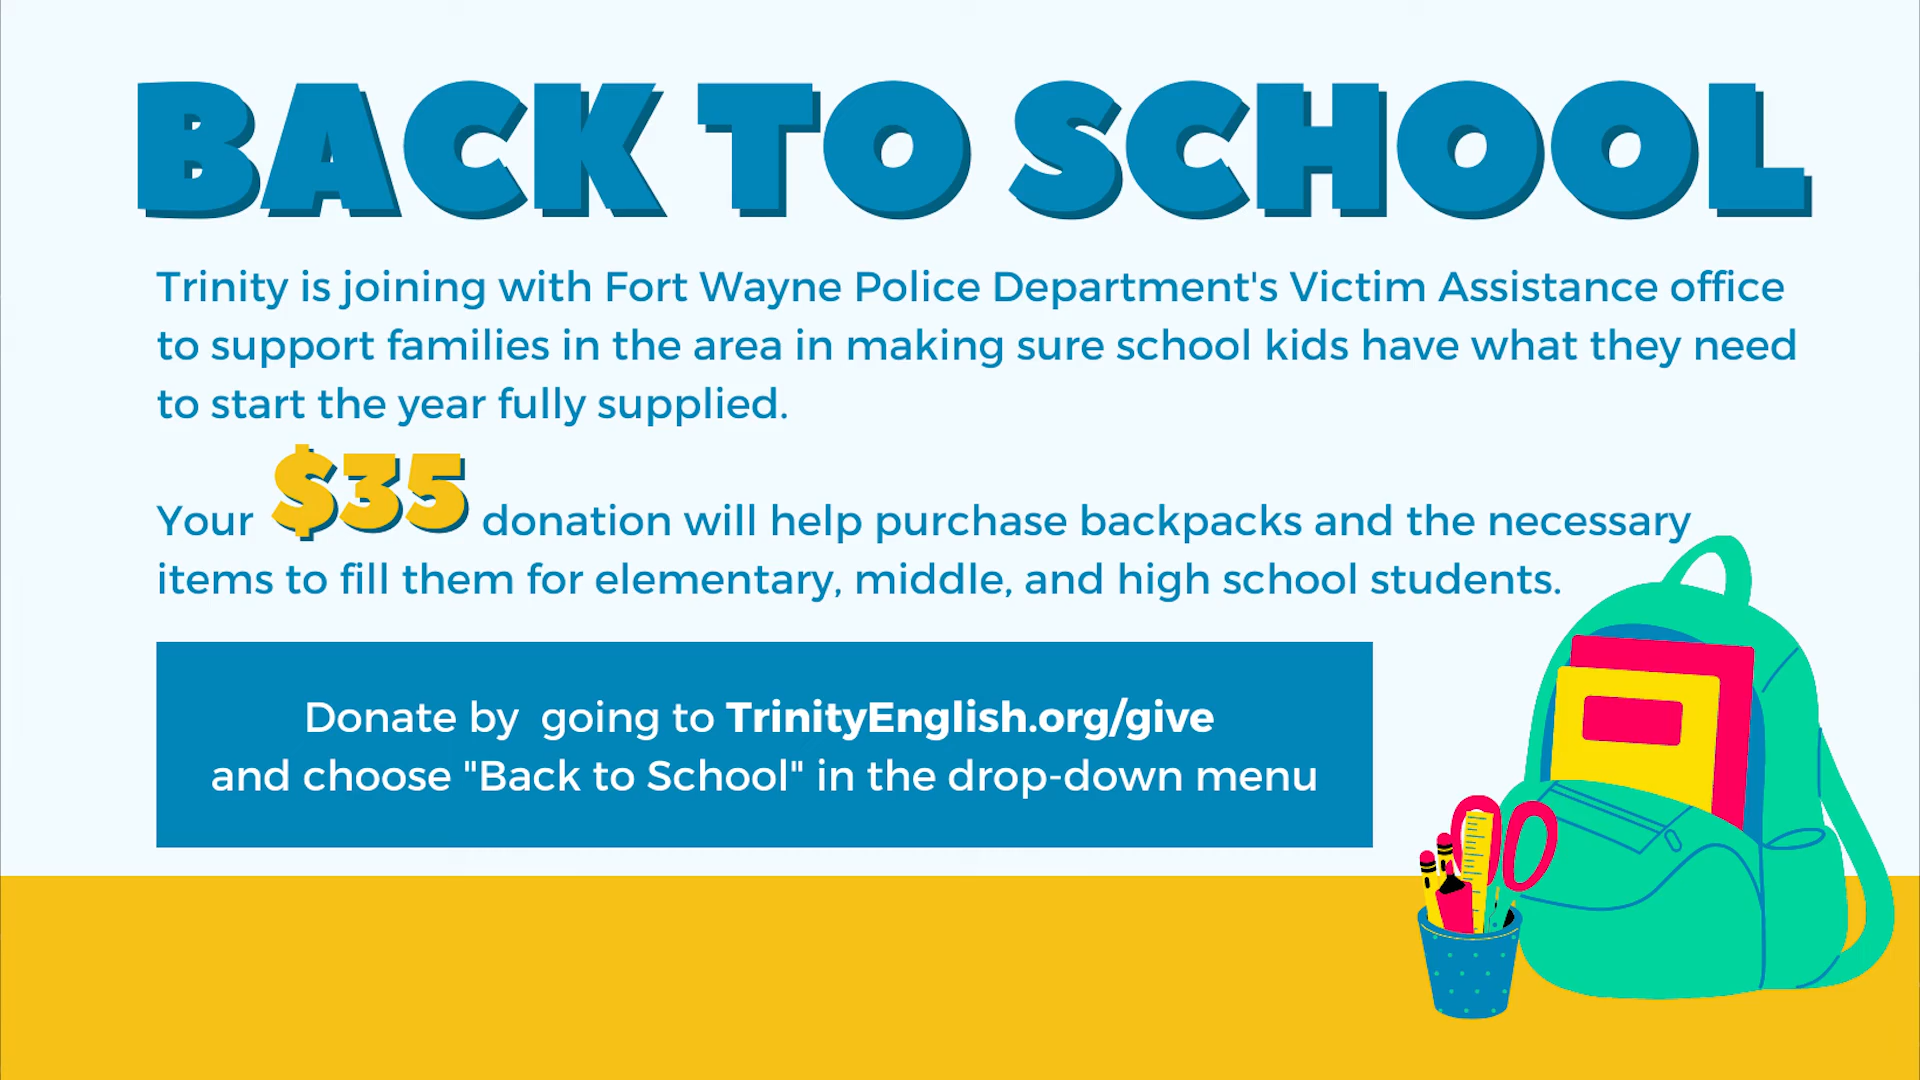 BACK TO SCHOOL
Trinity is joining with Fort Wayne Police Department's Victim Assistance office
to support families in the area in making sure school kids have what they need
to start the year fully supplied.
Your $35 donation will help purchase backpacks and the necessary
items to fill them for elementary, middle, and high school students.
Donate by  going to TrinityEnglish.org/give
and choose "Back to School" in the drop-down menu